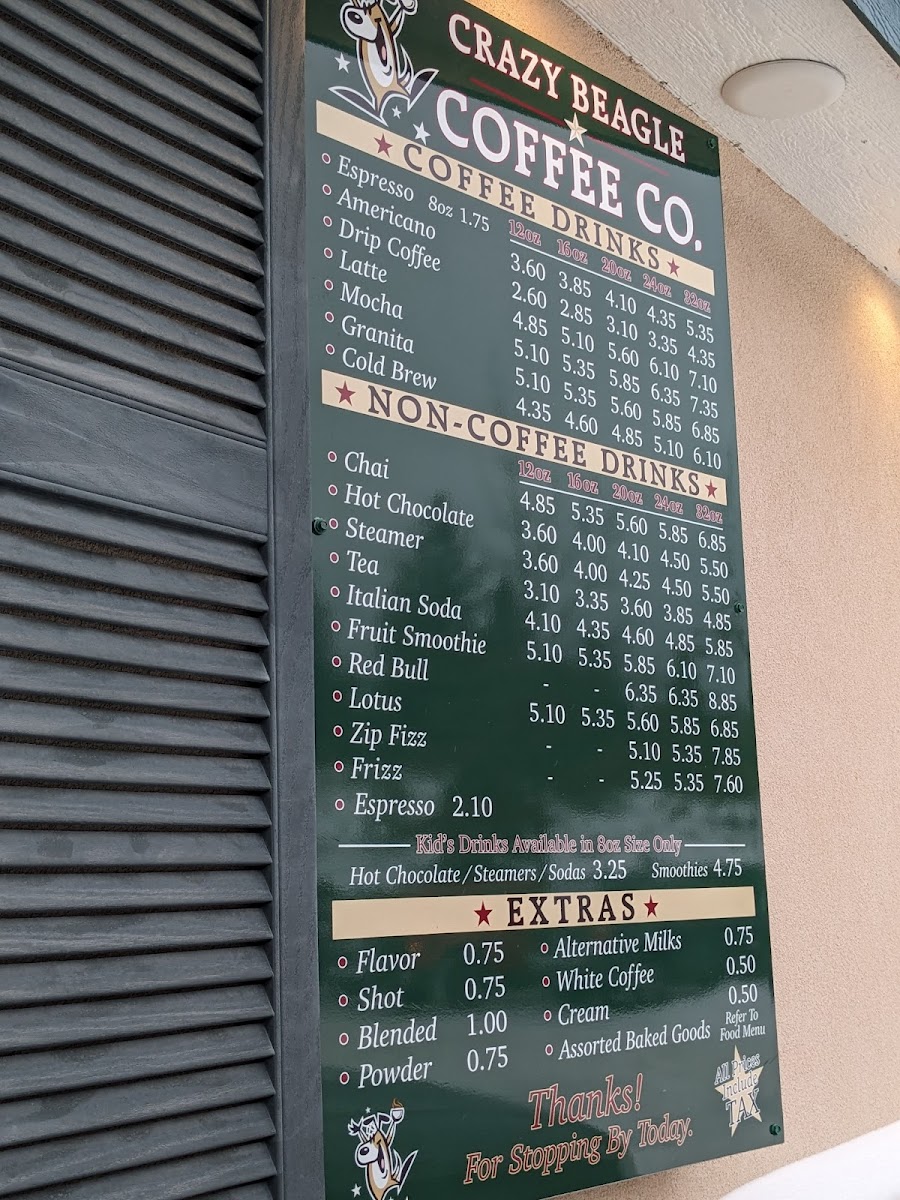 CRAZY BEAGLE
COFFEE CO.
COFFEE DRINKS
Espresso 8oz 1.75 12oz 16oz 20oz 24oz 32oz
Americano 3.60 3.85 4.10 4.35 5.35
Drip Coffee 2.60 2.85 3.10 3.35 4.35
Latte 4.85 5.10 5.60 6.10 7.10
Mocha 5.10 5.35 5.85 6.35 7.35
Granita 5.10 5.35 5.60 5.85 6.85
Cold Brew 4.35 4.60 4.85 5.10 6.10
NON-COFFEE DRINKS
12oz 16oz 20oz 24oz 32oz
Chai 4.85 5.35 5.60 5.85 6.85
Hot Chocolate 3.60 4.00 4.10 4.50 5.50
Steamer 3.60 4.00 4.25 4.50 5.50
Tea 3.10 3.35 3.60 3.85 4.85
Italian Soda 4.10 4.35 4.60 4.85 5.85
Fruit Smoothie 5.10 5.35 5.85 6.10 7.10
Red Bull - - 6.35 6.35 8.85
Lotus 5.10 5.35 5.60 5.85 6.85
Zip Fizz - - 5.10 5.35 7.85
Frizz - - 5.25 5.35 7.60
Espresso 2.10
Kid's Drinks Available in 8oz Size Only
Hot Chocolate / Steamers / Sodas 3.25 Smoothies 4.75
EXTRAS
Flavor 0.75
Shot 0.75
Blended 1.00
Powder 0.75
Alternative Milks 0.75
White Coffee 0.50
Cream 0.50
Assorted Baked Goods Refer To
Food Menu
All Prices
Include
TAX
Thanks!
For Stopping By Today.